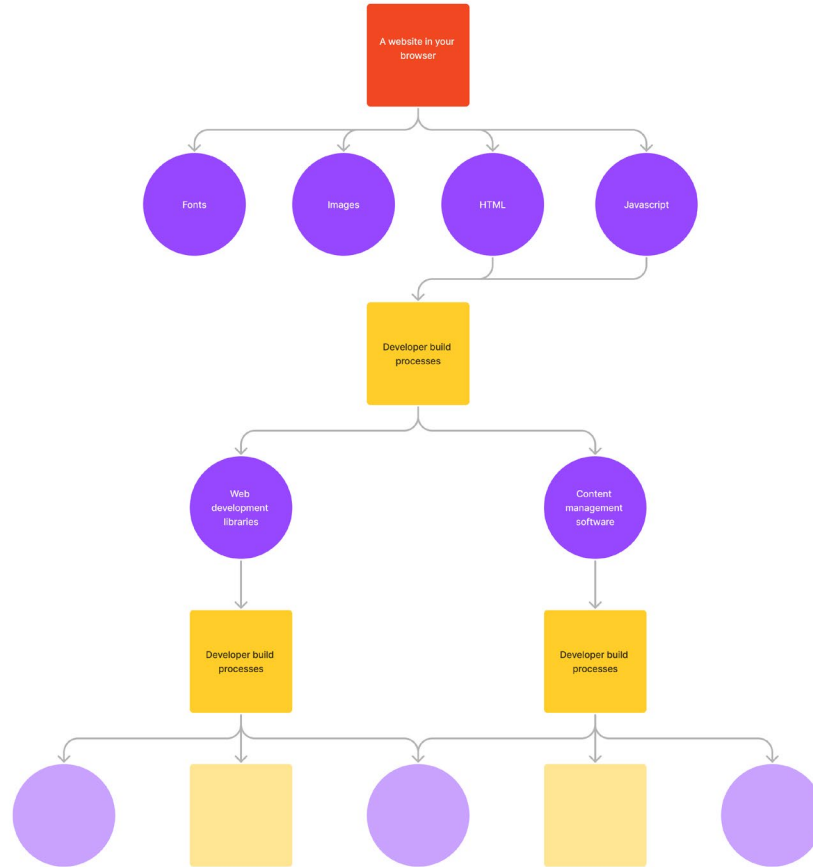 A website in your
browser
Fonts
Images
HTML
Javascript
Developer build
processes
Web
development
libraries
Content
management
software
Developer build
processes
Developer build
processes